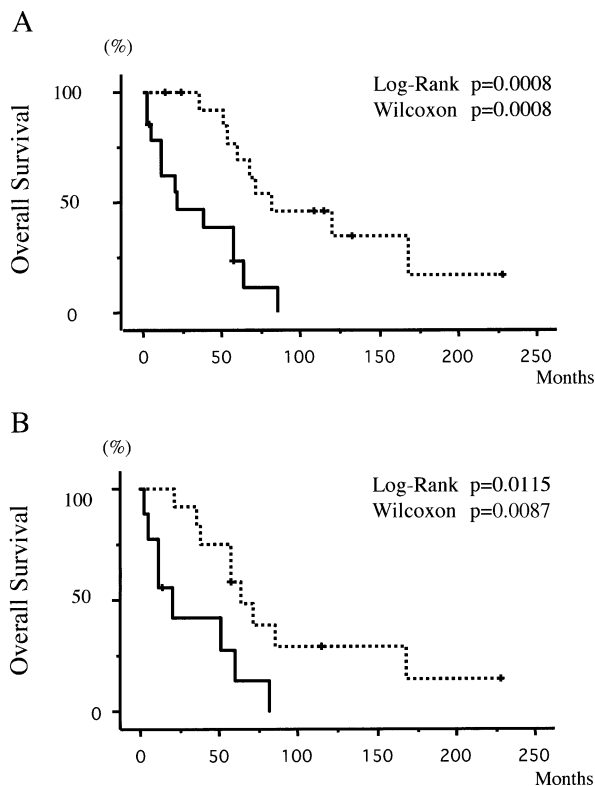 A
(%)
Log-Rank p=0.0008
Wilcoxon p=0.0008
Overall Survival
100
50
0
0 50 100 150 200 250
Months
B
(%)
Log-Rank p=0.0115
Wilcoxon p=0.0087
Overall Survival
100
50
0
0 50 100 150 200 250
Months